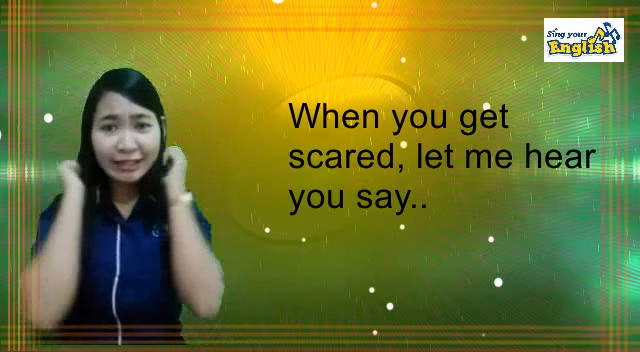 Sing your
English
When you get
scared, let me hear
you say..